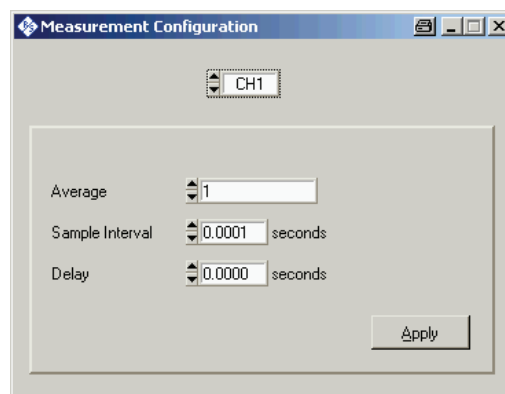 Measurement Configuration
CH1
Average 1
Sample Interval 0.0001 seconds
Delay 0.0000 seconds
Apply